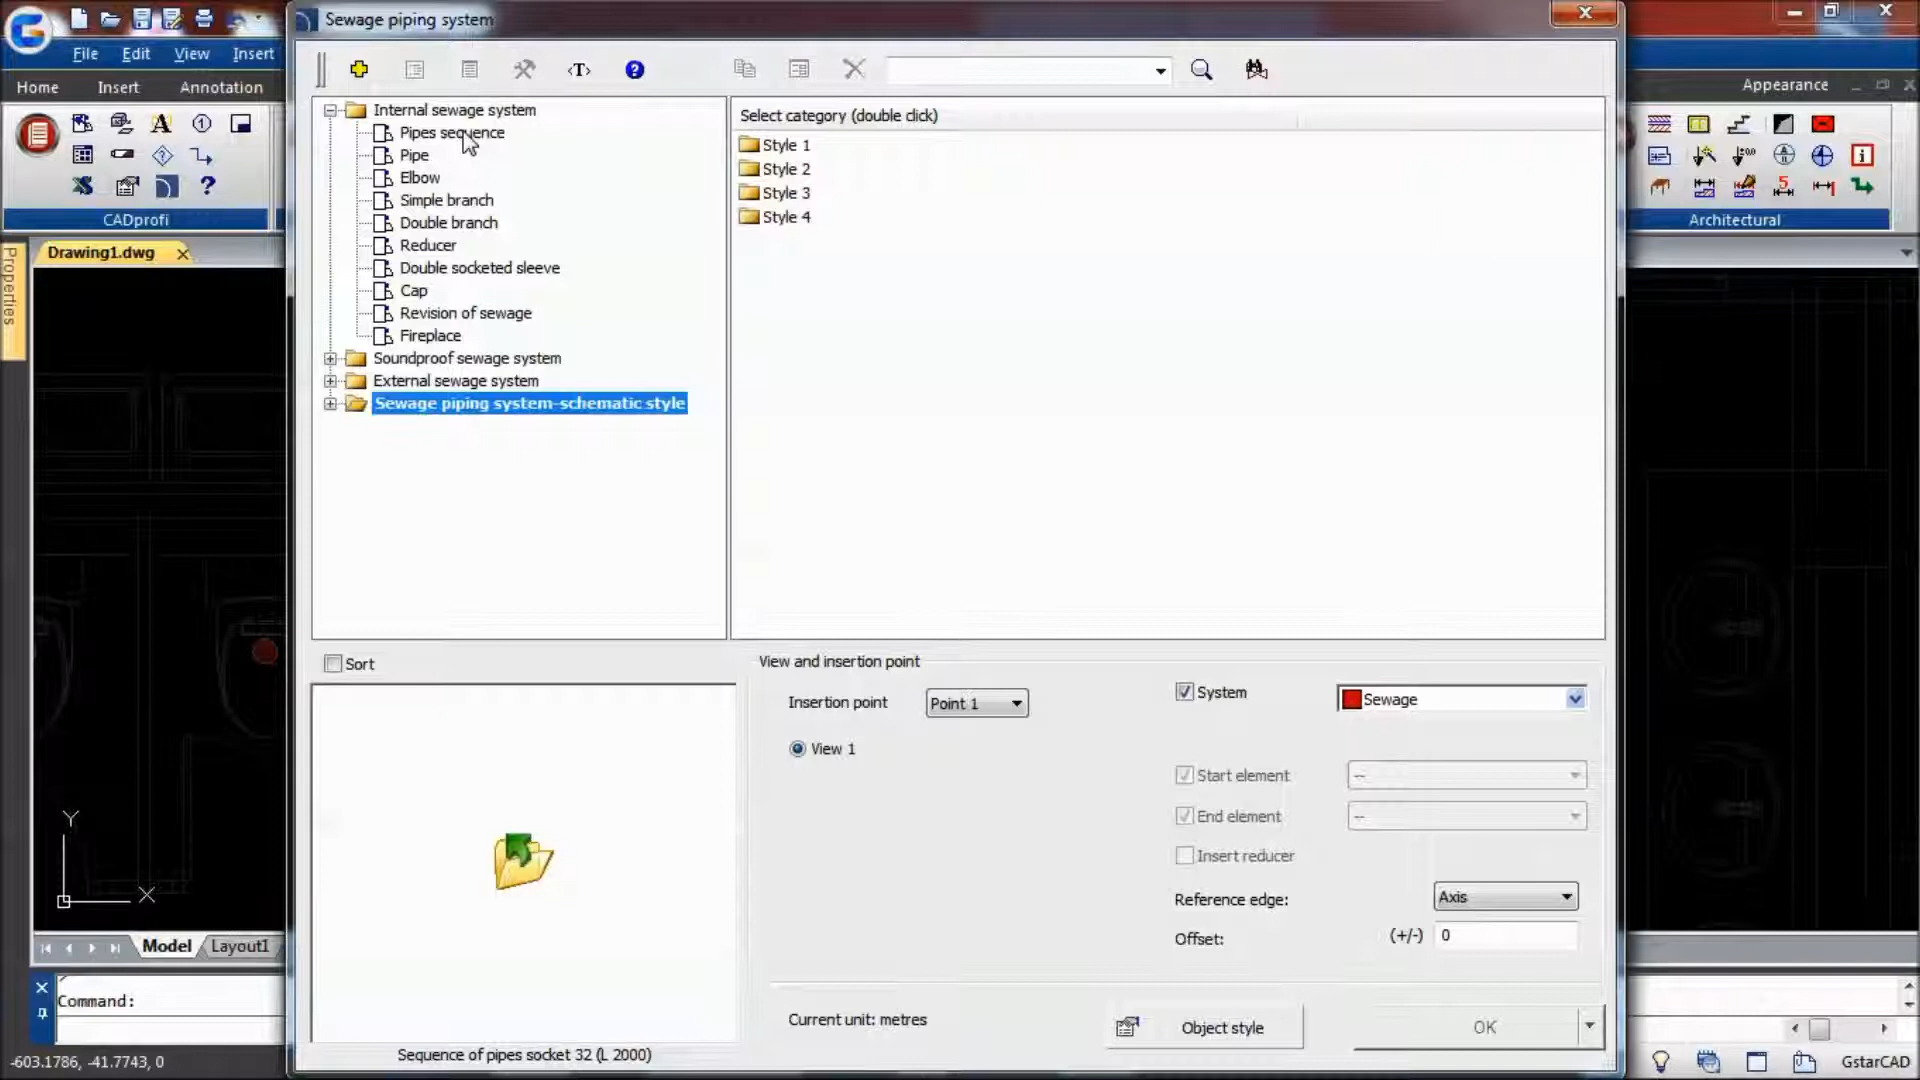 Sewage piping system
File Edit View Insert
Home Insert Annotation
Appearance
CADprofi
Architectural
Drawing1.dwg
Properties
<T>
Internal sewage system
Pipes sequence
Pipe
Elbow
Simple branch
Double branch
Reducer
Double socketed sleeve
Cap
Revision of sewage
Fireplace
Soundproof sewage system
External sewage system
Sewage piping system-schematic style
Select category (double click)
Style 1
Style 2
Style 3
Style 4
Sort
View and insertion point
Insertion point Point 1
System Sewage
View 1
Start element --
End element --
Insert reducer
Reference edge: Axis
Offset: (+/-) 0
Current unit: metres
Object style
OK
Sequence of pipes socket 32 (L 2000)
Y
X
Model Layout1
Command:
-603.1786, -41.7743, 0
GstarCAD